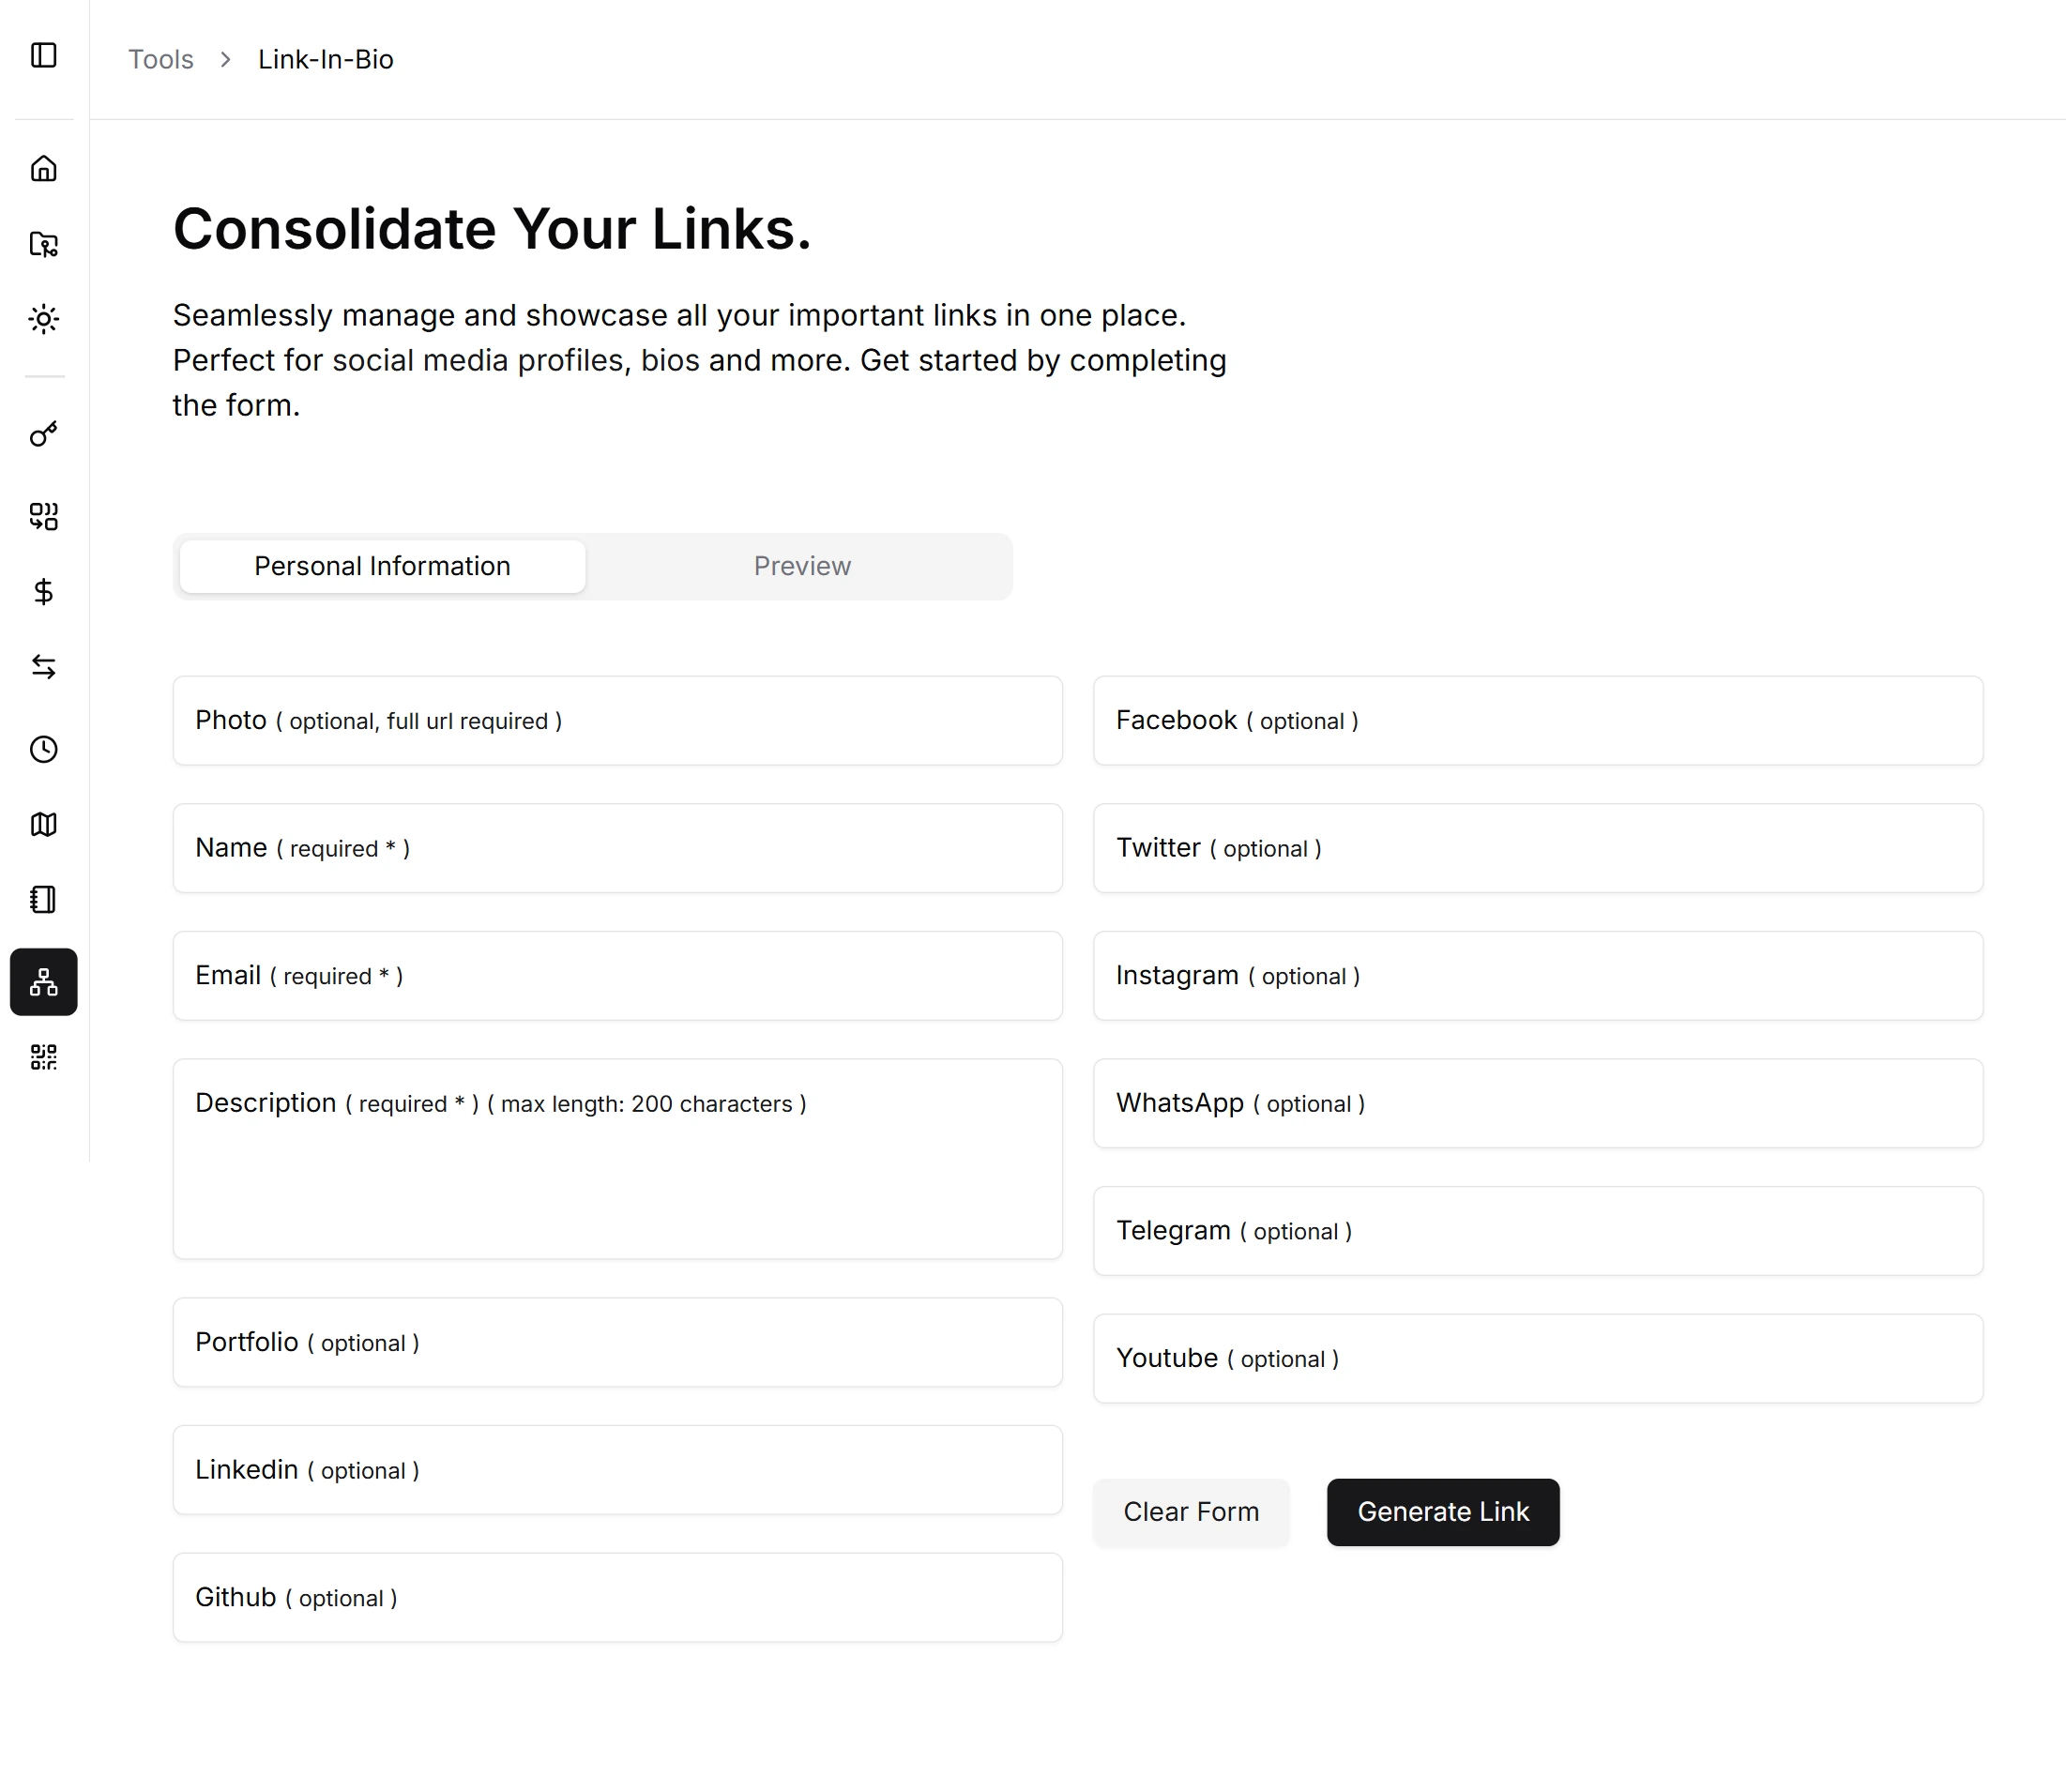 Tools > Link-In-Bio
Consolidate Your Links.
Seamlessly manage and showcase all your important links in one place.
Perfect for social media profiles, bios and more. Get started by completing
the form.
Personal Information
Preview
Photo ( optional, full url required )
Name ( required * )
Email ( required * )
Description ( required * ) ( max length: 200 characters )
Portfolio ( optional )
Linkedin ( optional )
Github ( optional )
Facebook ( optional )
Twitter ( optional )
Instagram ( optional )
WhatsApp ( optional )
Telegram ( optional )
Youtube ( optional )
Clear Form
Generate Link